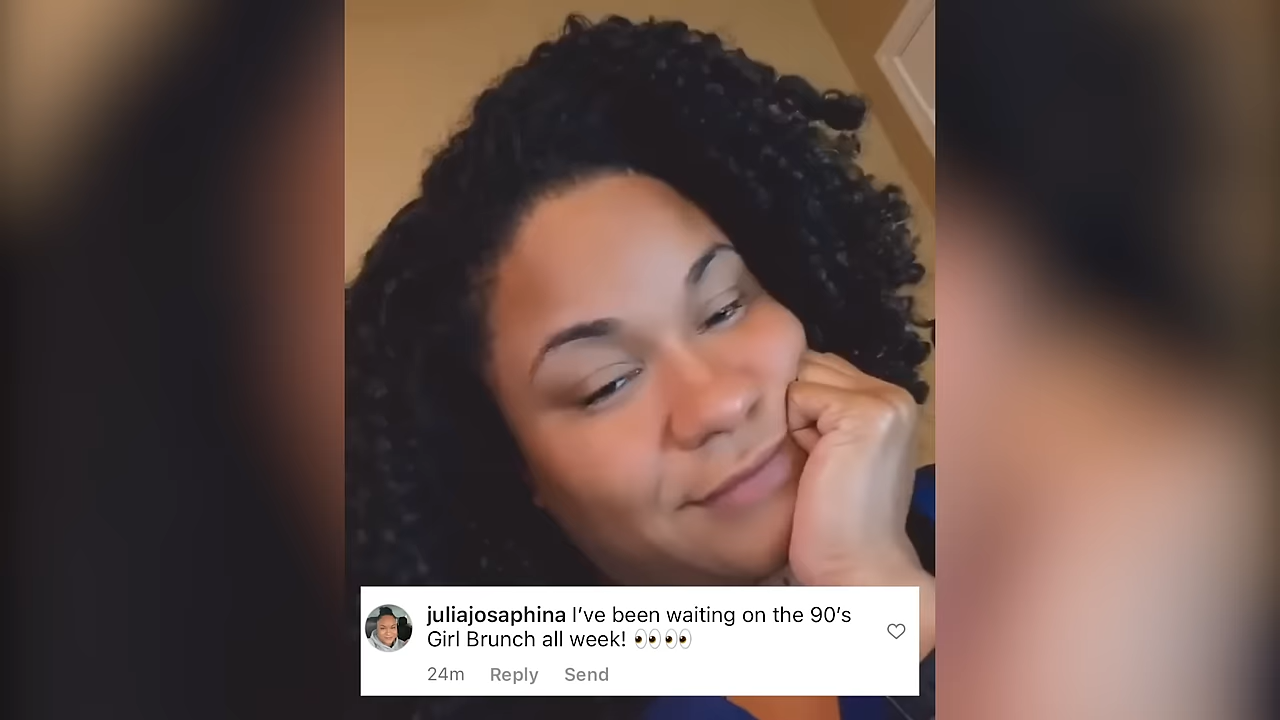 juliajosaphina I’ve been waiting on the 90’s
Girl Brunch all week! 👀👀
24m Reply Send